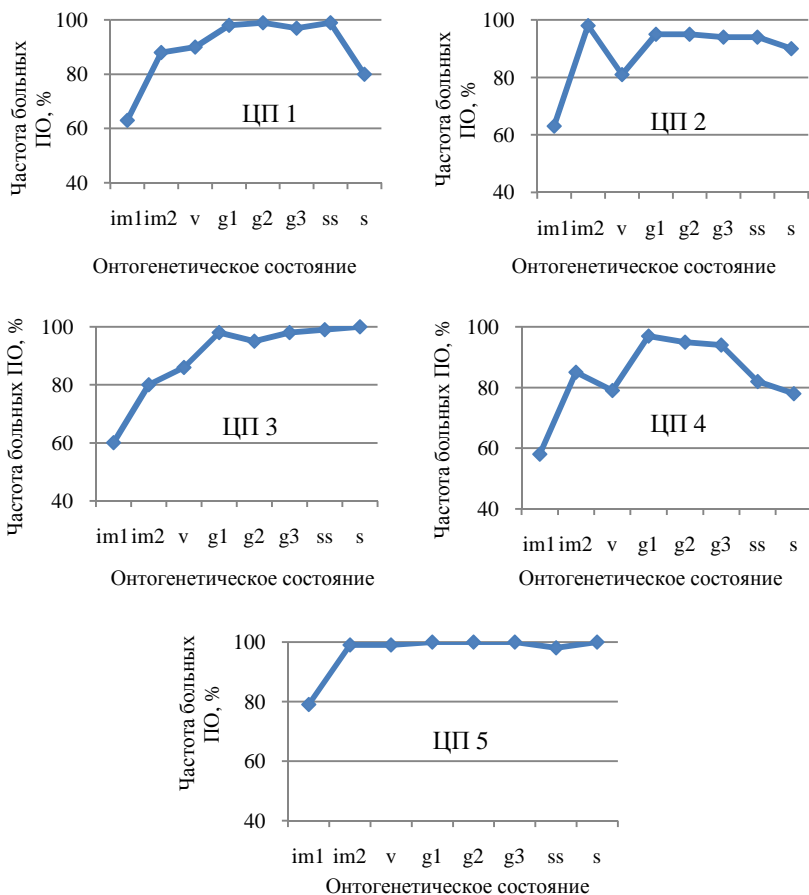 Частота больных
ПО, %
100
80
60
40
ЦП 1
im1 im2 v g1 g2 g3 ss s
Онтогенетическое состояние
Частота больных
ПО, %
100
80
60
40
ЦП 2
im1 im2 v g1 g2 g3 ss s
Онтогенетическое состояние
Частота больных ПО, %
100
80
60
40
ЦП 3
im1 im2 v g1 g2 g3 ss s
Онтогенетическое состояние
Частота больных ПО, %
100
80
60
40
ЦП 4
im1 im2 v g1 g2 g3 ss s
Онтогенетическое состояние
Частота больных
ПО, %
100
80
60
40
ЦП 5
im1 im2 v g1 g2 g3 ss s
Онтогенетическое состояние